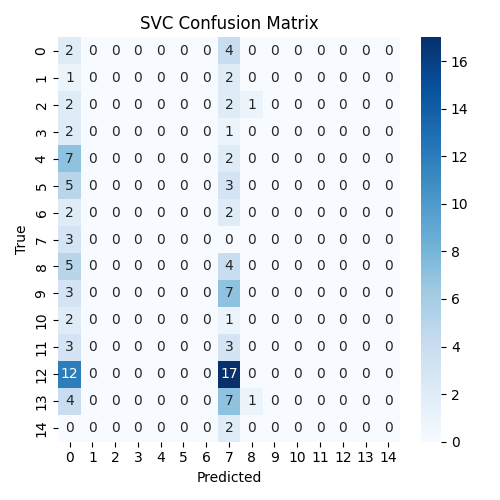 SVC Confusion Matrix
0 2 0 0 0 0 0 0 4 0 0 0 0 0 0 0
1 1 0 0 0 0 0 0 2 0 0 0 0 0 0 0
2 2 0 0 0 0 0 0 2 1 0 0 0 0 0 0
3 2 0 0 0 0 0 0 1 0 0 0 0 0 0 0
4 7 0 0 0 0 0 0 2 0 0 0 0 0 0 0
5 5 0 0 0 0 0 0 3 0 0 0 0 0 0 0
6 2 0 0 0 0 0 0 2 0 0 0 0 0 0 0
7 3 0 0 0 0 0 0 0 0 0 0 0 0 0 0
8 5 0 0 0 0 0 0 4 0 0 0 0 0 0 0
9 3 0 0 0 0 0 0 7 0 0 0 0 0 0 0
10 2 0 0 0 0 0 0 1 0 0 0 0 0 0 0
11 3 0 0 0 0 0 0 3 0 0 0 0 0 0 0
12 12 0 0 0 0 0 0 17 0 0 0 0 0 0 0
13 4 0 0 0 0 0 0 7 1 0 0 0 0 0 0
14 0 0 0 0 0 0 0 2 0 0 0 0 0 0 0
0 1 2 3 4 5 6 7 8 9 10 11 12 13 14
Predicted
True
16
14
12
10
8
6
4
2
0